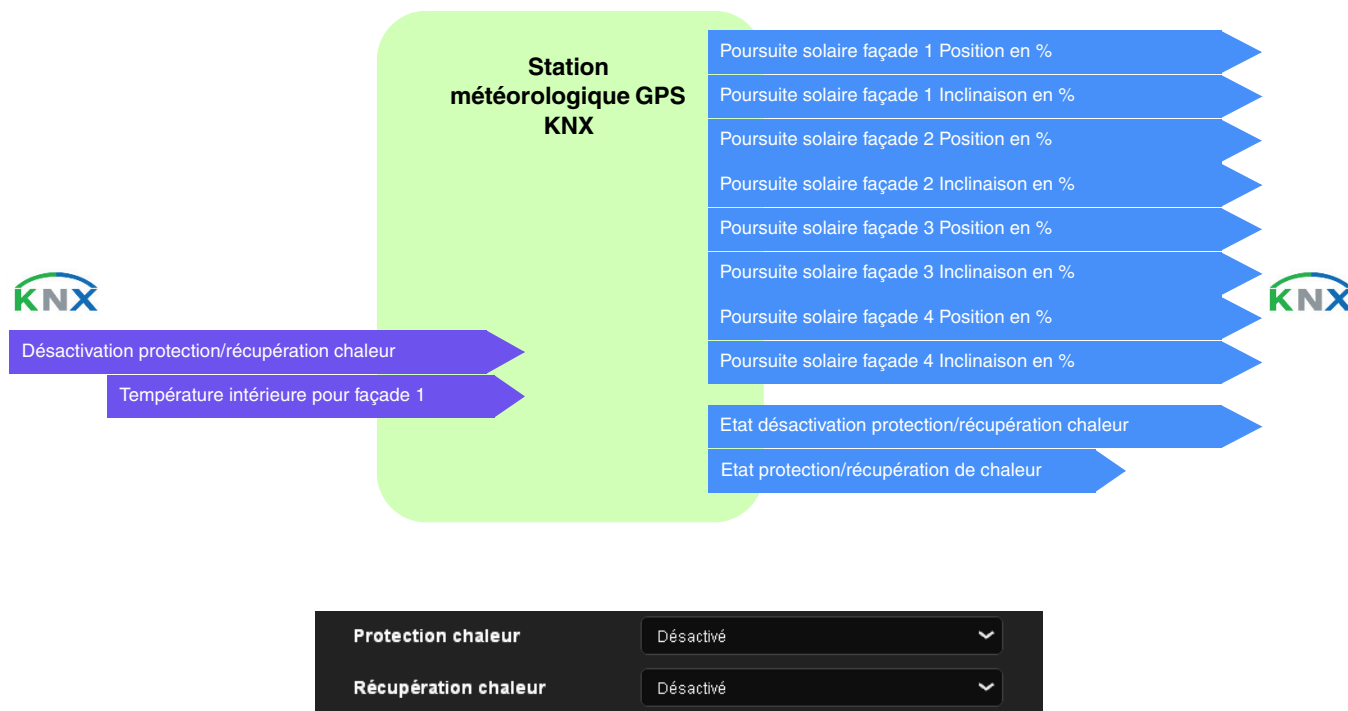 Station
météorologique GPS
KNX
Poursuite solaire façade 1 Position en %
Poursuite solaire façade 1 Inclinaison en %
Poursuite solaire façade 2 Position en %
Poursuite solaire façade 2 Inclinaison en %
Poursuite solaire façade 3 Position en %
Poursuite solaire façade 3 Inclinaison en %
Poursuite solaire façade 4 Position en %
Poursuite solaire façade 4 Inclinaison en %
KNX
KNX
Désactivation protection/récupération chaleur
Température intérieure pour façade 1
Etat désactivation protection/récupération chaleur
Etat protection/récupération de chaleur
Protection chaleur Désactivé
Récupération chaleur Désactivé